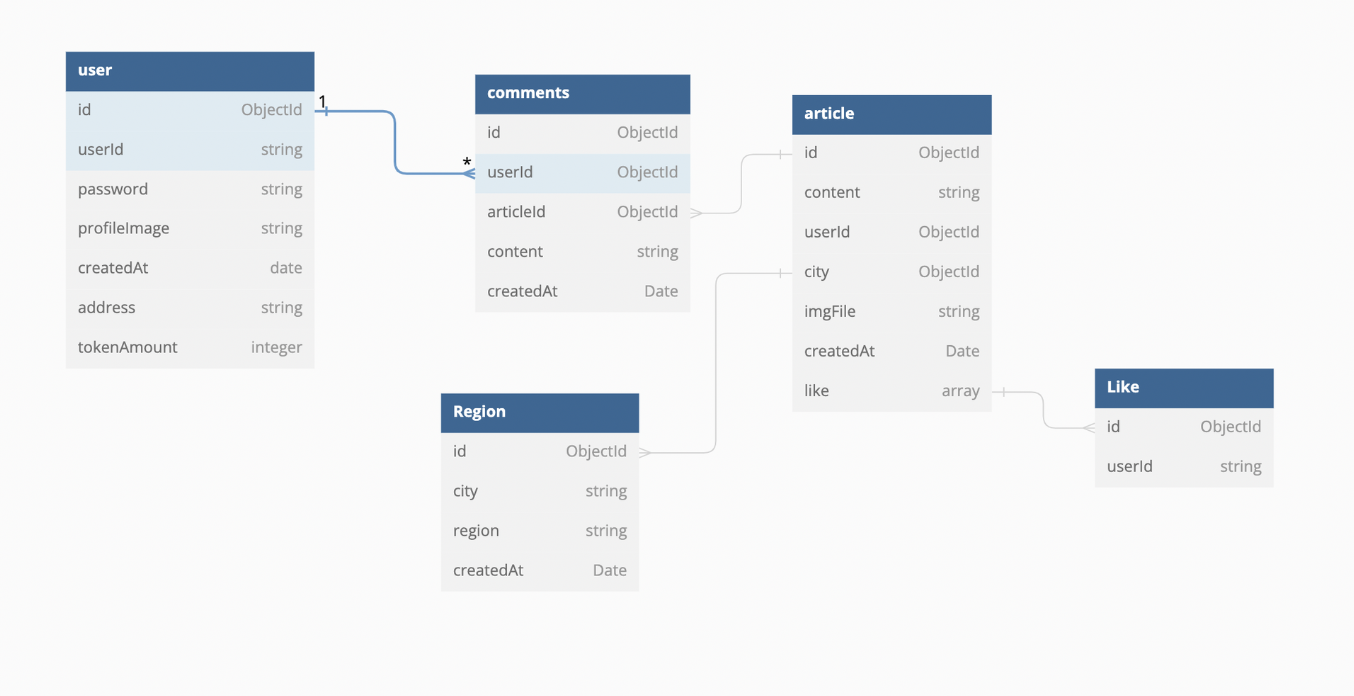 user
id ObjectId
userId string
password string
profileImage string
createdAt date
address string
tokenAmount integer
1
*
comments
id ObjectId
userId ObjectId
articleId ObjectId
content string
createdAt Date
article
id ObjectId
content string
userId ObjectId
city ObjectId
imgFile string
createdAt Date
like array
Region
id ObjectId
city string
region string
createdAt Date
Like
id ObjectId
userId string